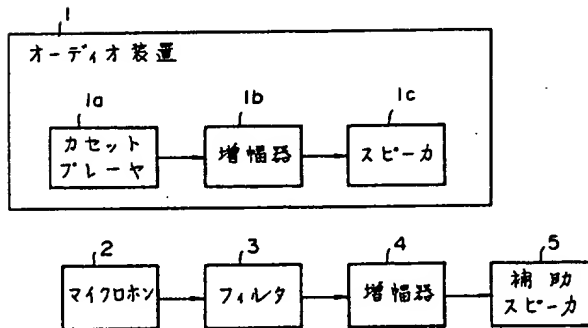 1
オーディオ装置
1a
1b
1c
カセット
プレーヤ
増幅器
スピーカ
2
3
4
5
マイクロホン
フィルタ
増幅器
補助
スピーカ